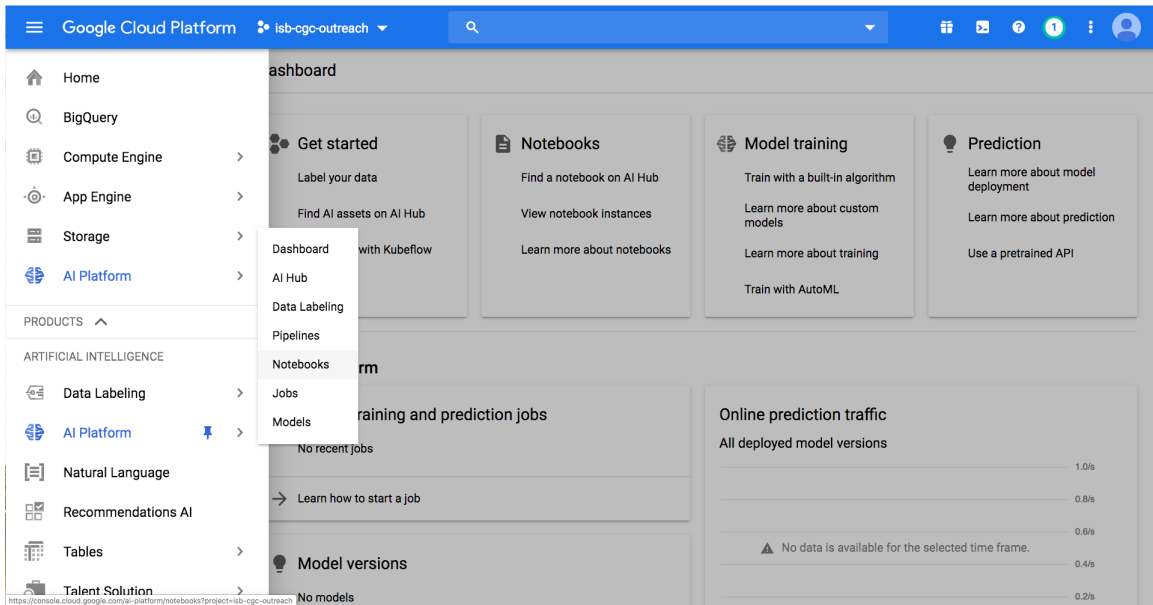 Google Cloud Platform
isb-cgc-outreach
1
Home
BigQuery
Compute Engine
App Engine
Storage
AI Platform
PRODUCTS
ARTIFICIAL INTELLIGENCE
Data Labeling
AI Platform
Natural Language
Recommendations AI
Tables
Talent Solution
https://console.cloud.google.com/ai-platform/notebooks?project=isb-cgc-outreach
Dashboard
AI Hub
Data Labeling
Pipelines
Notebooks
Jobs
Models
ashboard
Get started
Label your data
Find AI assets on AI Hub
with Kubeflow
Notebooks
Find a notebook on AI Hub
View notebook instances
Learn more about notebooks
Model training
Train with a built-in algorithm
Learn more about custom
models
Learn more about training
Train with AutoML
Prediction
Learn more about model
deployment
Learn more about prediction
Use a pretrained API
rm
raining and prediction jobs
No recent jobs
Learn how to start a job
Model versions
No models
Online prediction traffic
All deployed model versions
1.0/s
0.8/s
0.6/s
No data is available for the selected time frame.
0.4/s
0.2/s